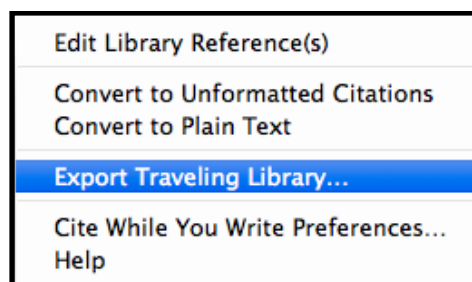 Edit Library Reference(s)
Convert to Unformatted Citations
Convert to Plain Text
Export Traveling Library...
Cite While You Write Preferences...
Help